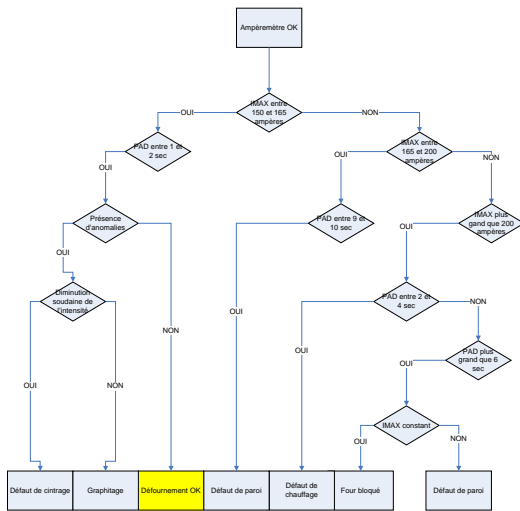 Ampèremètre OK
IMAX entre
150 et 165
ampères
OUI
NON
PAD entre 1 et
2 sec
IMAX entre
165 et 200
ampères
OUI
OUI
NON
Présence
d'anomalies
PAD entre 9 et
10 sec
IMAX plus
gand que 200
ampères
OUI
OUI
Diminution
soudaine de
l'intensité
PAD entre 2 et
4 sec
NON
NON
OUI
PAD plus
grand que 6
sec
OUI
OUI
NON
OUI
IMAX constant
OUI
NON
Défaut de cintrage
Graphitage
Défournement OK
Défaut de paroi
Défaut de
chauffage
Four bloqué
Défaut de paroi